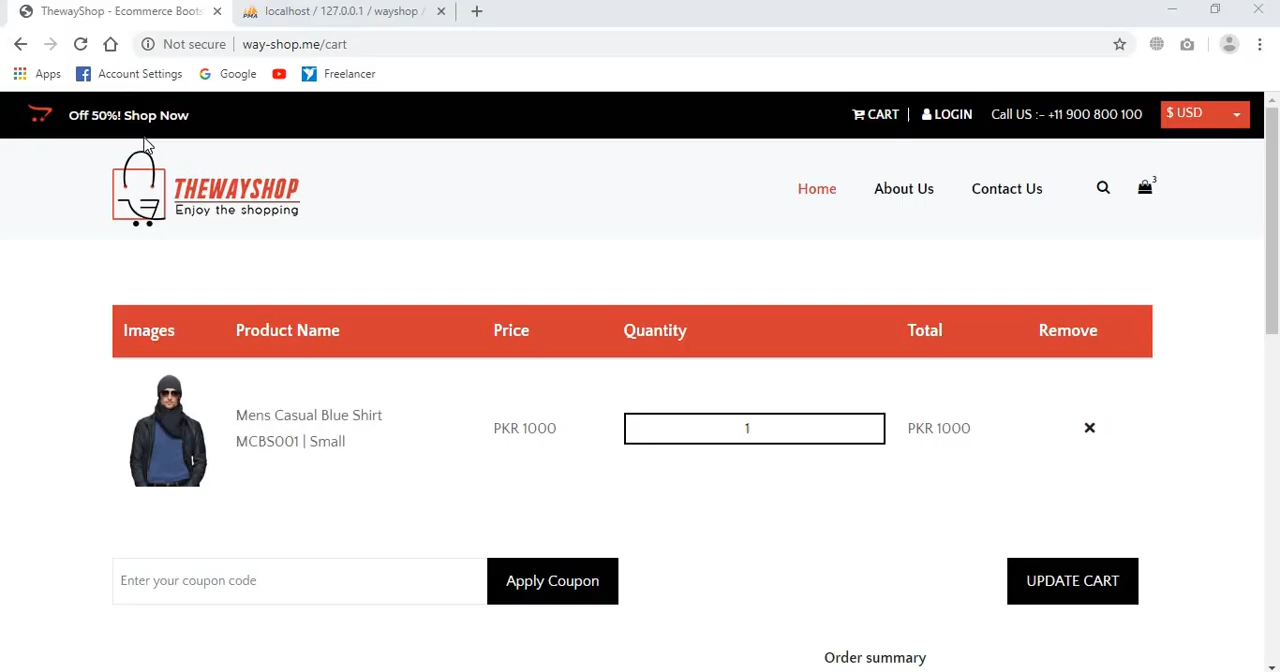 ThewayShop - Ecommerce Boots
localhost / 127.0.0.1 / wayshop /
Not secure
way-shop.me/cart
Apps
Account Settings
Google
Freelancer
Off 50%! Shop Now
CART | LOGIN
Call US :- +11 900 800 100
$ USD
THEWAYSHOP
Enjoy the shopping
Home
About Us
Contact Us
3
Images
Product Name
Price
Quantity
Total
Remove
Mens Casual Blue Shirt
MCBS001 | Small
PKR 1000
1
PKR 1000
Enter your coupon code
Apply Coupon
UPDATE CART
Order summary